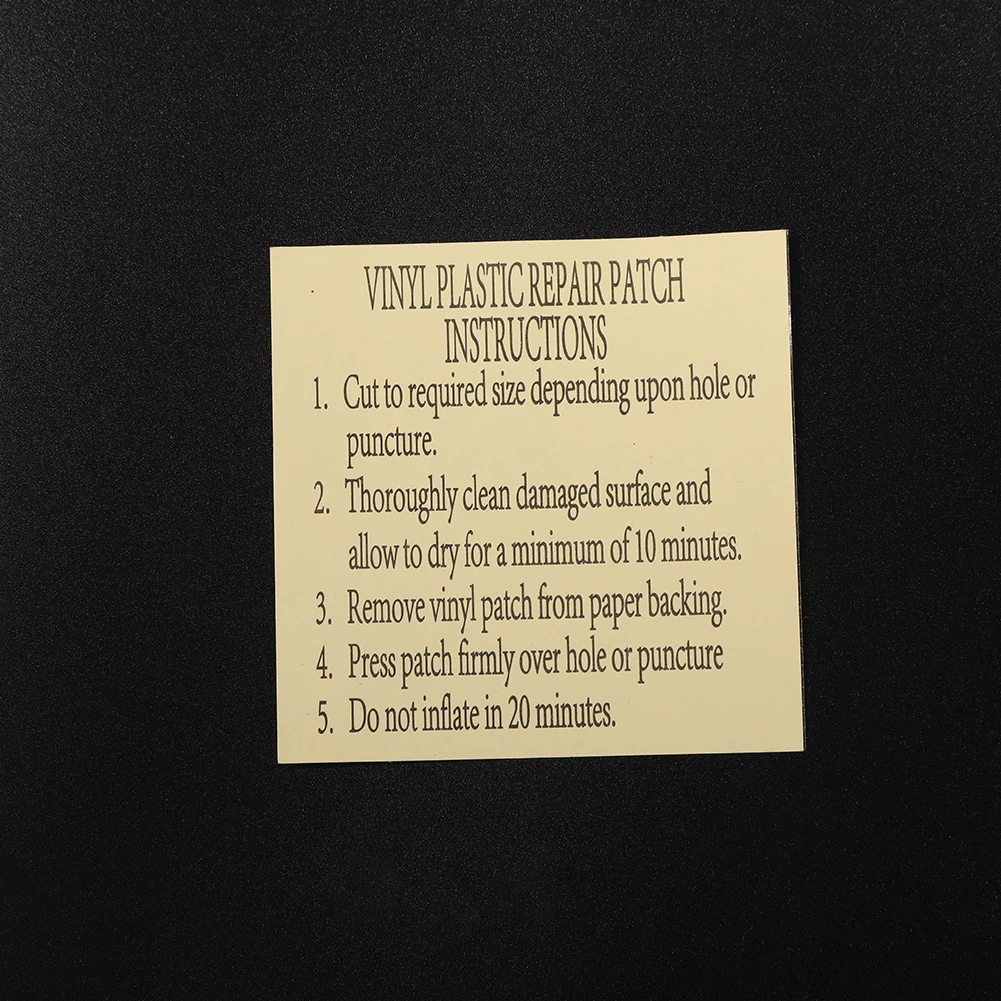 VINYL PLASTIC REPAIR PATCH
INSTRUCTIONS
1. Cut to required size depending upon hole or
puncture.
2. Thoroughly clean damaged surface and
allow to dry for a minimum of 10 minutes.
3. Remove vinyl patch from paper backing.
4. Press patch firmly over hole or puncture
5. Do not inflate in 20 minutes.